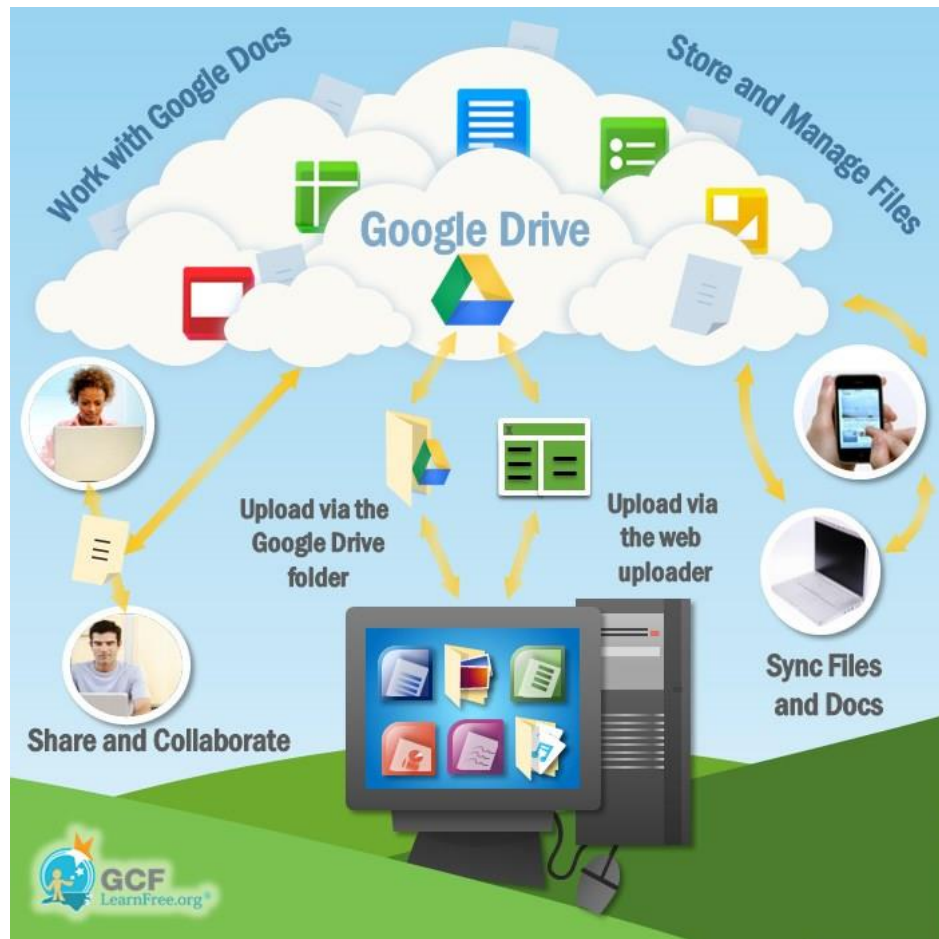 Work with Google Docs
Store and Manage Files
Google Drive
Upload via the
Google Drive
folder
Upload via
the web
uploader
Sync Files
and Docs
Share and Collaborate
GCF
LearnFree.org®